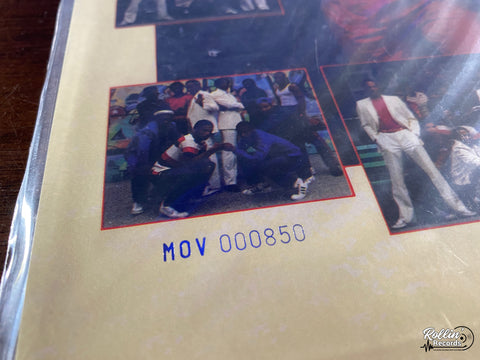 MOV 000850
Rollin'
Records